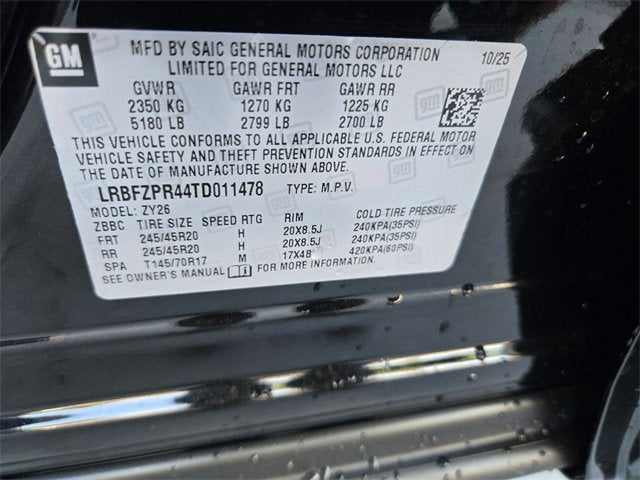 GM
MFD BY SAIC GENERAL MOTORS CORPORATION 10/25
LIMITED FOR GENERAL MOTORS LLC
GVWR GAWR FRT GAWR RR
2350 KG 1270 KG 1225 KG
5180 LB 2799 LB 2700 LB
THIS VEHICLE CONFORMS TO ALL APPLICABLE U.S. FEDERAL MOTOR
VEHICLE SAFETY AND THEFT PREVENTION STANDARDS IN EFFECT ON
THE DATE OF MANUFACTURE SHOWN ABOVE.
LRBFZPR44TD011478 TYPE: M.P.V.
MODEL: ZY26
ZBBC TIRE SIZE SPEED RTG RIM COLD TIRE PRESSURE
FRT 245/45R20 H 20X8.5J 240KPA(35PSI)
RR 245/45R20 H 20X8.5J 240KPA(35PSI)
SPA T145/70R17 M 17X4B 420KPA(60PSI)
SEE OWNER'S MANUAL FOR MORE INFORMATION.